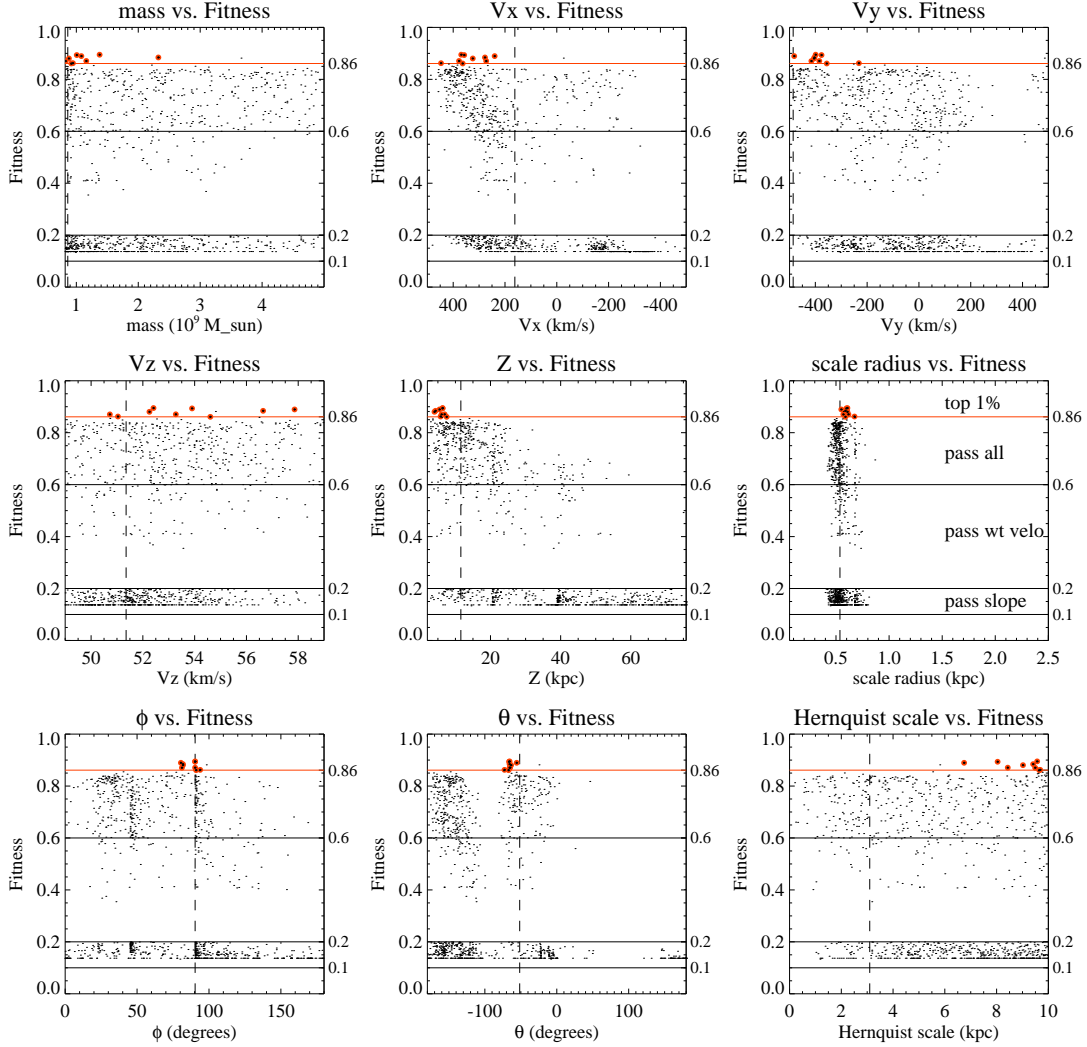 mass vs. Fitness
Vx vs. Fitness
Vy vs. Fitness
Fitness
1.0
0.8
0.6
0.4
0.2
0.0
0.86
0.6
0.2
0.1
1 2 3 4
mass (10^9 M_sun)
Fitness
1.0
0.8
0.6
0.4
0.2
0.0
0.86
0.6
0.2
0.1
400 200 0 -200 -400
Vx (km/s)
Fitness
1.0
0.8
0.6
0.4
0.2
0.0
0.86
0.6
0.2
0.1
-400 -200 0 200 400
Vy (km/s)
Vz vs. Fitness
Z vs. Fitness
scale radius vs. Fitness
Fitness
1.0
0.8
0.6
0.4
0.2
0.0
0.86
0.6
0.2
0.1
50 52 54 56 58
Vz (km/s)
Fitness
1.0
0.8
0.6
0.4
0.2
0.0
0.86
0.6
0.2
0.1
0 20 40 60
Z (kpc)
Fitness
1.0
0.8
0.6
0.4
0.2
0.0
top 1%
pass all
pass wt velo
pass slope
0.86
0.6
0.2
0.1
0.5 1.0 1.5 2.0 2.5
scale radius (kpc)
ϕ vs. Fitness
θ vs. Fitness
Hernquist scale vs. Fitness
Fitness
1.0
0.8
0.6
0.4
0.2
0.0
0.86
0.6
0.2
0.1
0 50 100 150
ϕ (degrees)
Fitness
1.0
0.8
0.6
0.4
0.2
0.0
0.86
0.6
0.2
0.1
-100 0 100
θ (degrees)
Fitness
1.0
0.8
0.6
0.4
0.2
0.0
0.86
0.6
0.2
0.1
0 2 4 6 8 10
Hernquist scale (kpc)